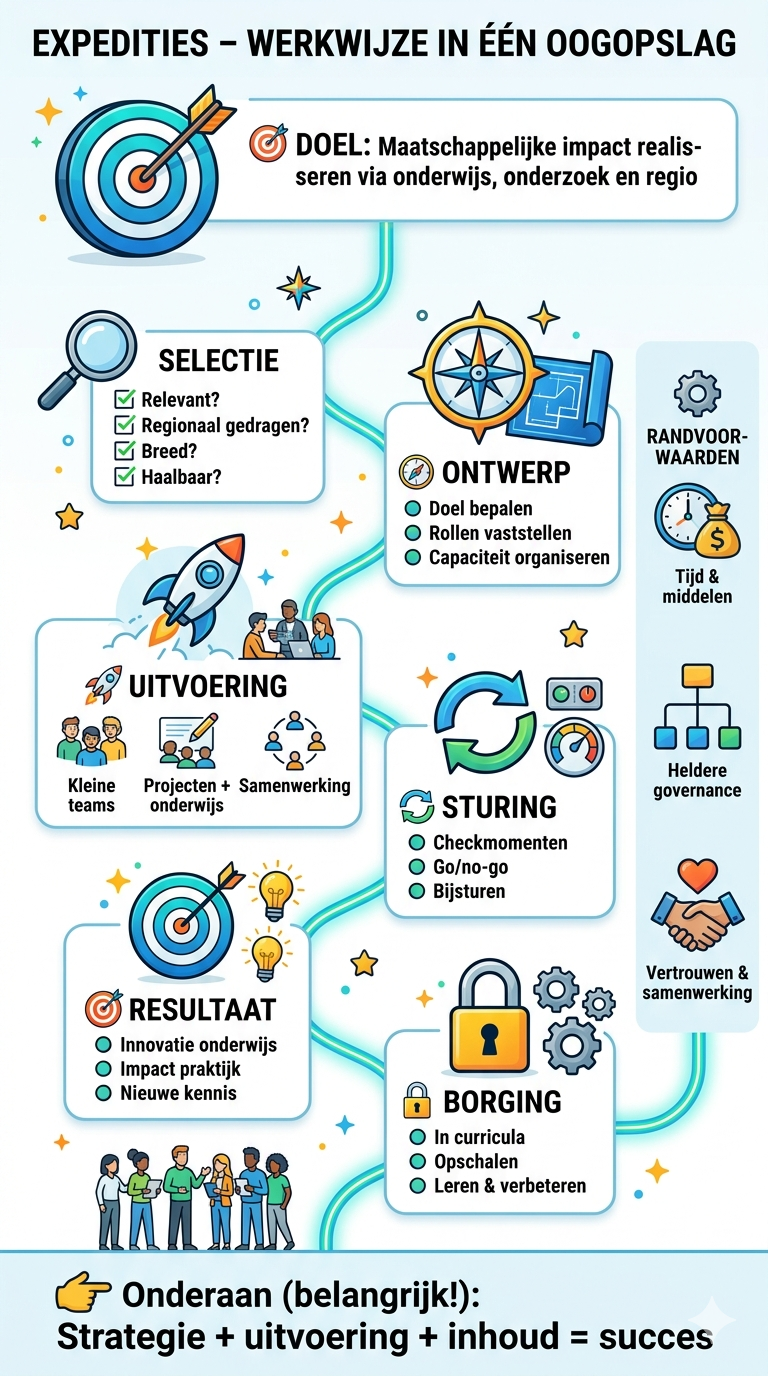 EXPEDITIES – WERKWIJZE IN ÉÉN OOGOPSLAG
DOEL: Maatschappelijke impact realis-
seren via onderwijs, onderzoek en regio
SELECTIE
Relevant?
Regionaal gedragen?
Breed?
Haalbaar?
ONTWERP
Doel bepalen
Rollen vaststellen
Capaciteit organiseren
UITVOERING
Kleine
teams
Projecten +
onderwijs
Samenwerking
STURING
Checkmomenten
Go/no-go
Bijsturen
RESULTAAT
Innovatie onderwijs
Impact praktijk
Nieuwe kennis
BORGING
In curricula
Opschalen
Leren & verbeteren
RANDVOOR-
WAARDEN
$
Tijd &
middelen
Heldere
governance
Vertrouwen &
samenwerking
Onderaan (belangrijk!):
Strategie + uitvoering + inhoud = succes